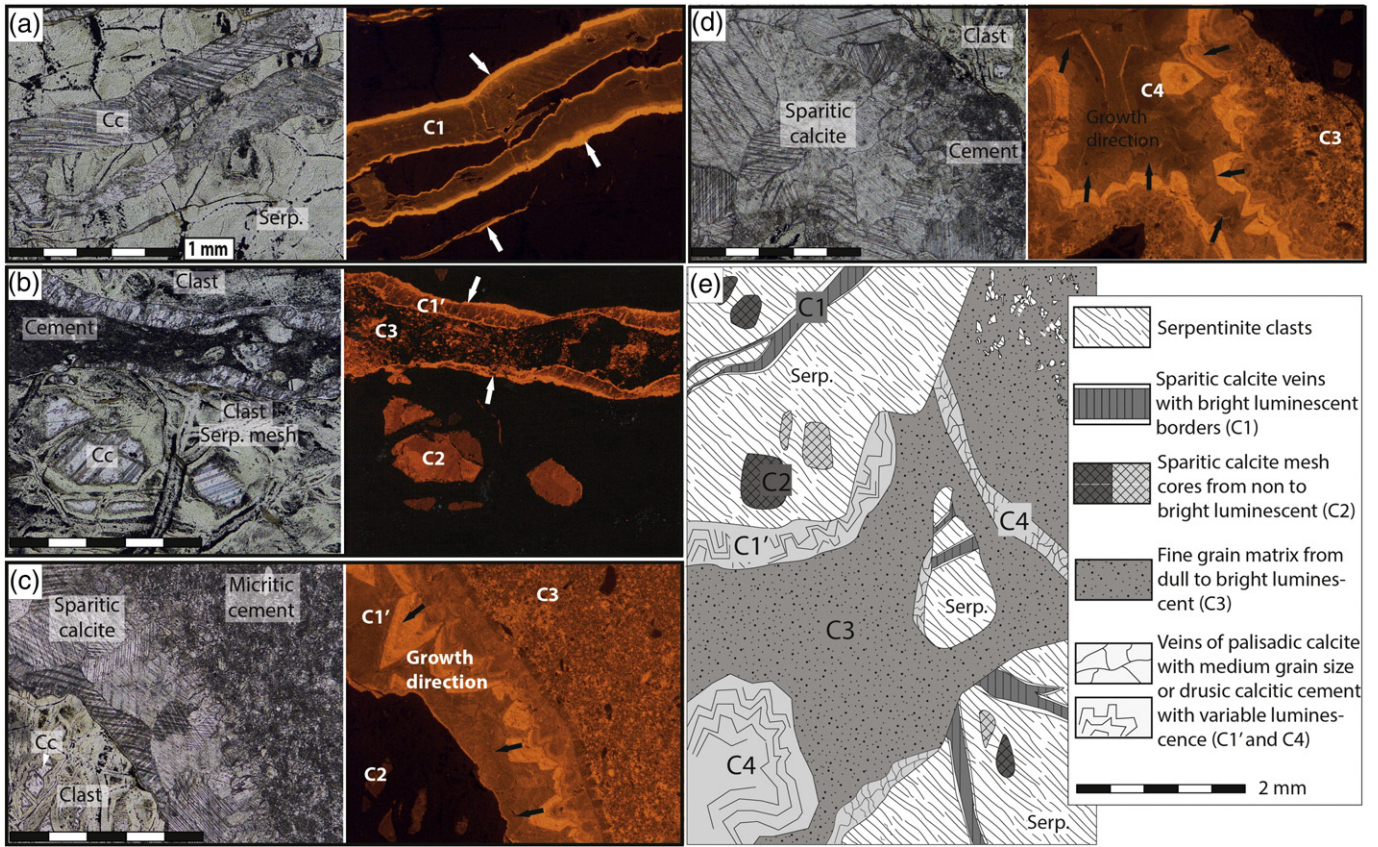 (a)
Cc
Serp.
1 mm
C1
(b)
Clast
Cement
Clast
Serp. mesh
Cc
C1’
C3
C2
(c)
Sparitic
calcite
Micritic
cement
Cc
Clast
C1’
C3
Growth
direction
C2
(d)
Clast
Sparitic
calcite
Cement
C4
Growth
direction
C3
(e)
C1
Serp.
C2
C1’
C4
Serp.
C3
C4
Serp.
Serpentinite clasts
Sparitic calcite veins
with bright luminescent
borders (C1)
Sparitic calcite mesh
cores from non to
bright luminescent (C2)
Fine grain matrix from
dull to bright lumines-
cent (C3)
Veins of palisadic calcite
with medium grain size
or drusic calcitic cement
with variable lumines-
cence (C1’ and C4)
2 mm